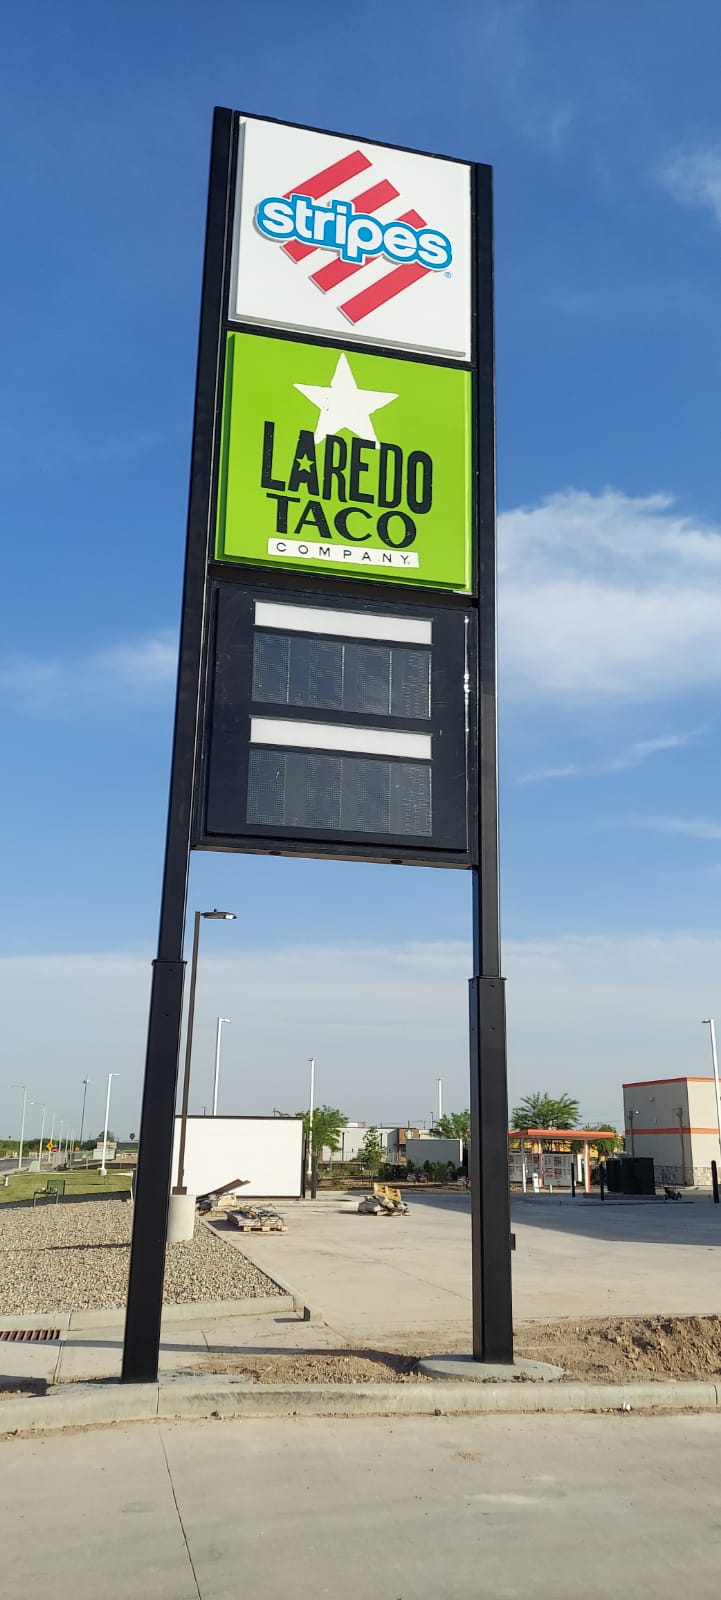 stripes
LAREDO
TACO
COMPANY